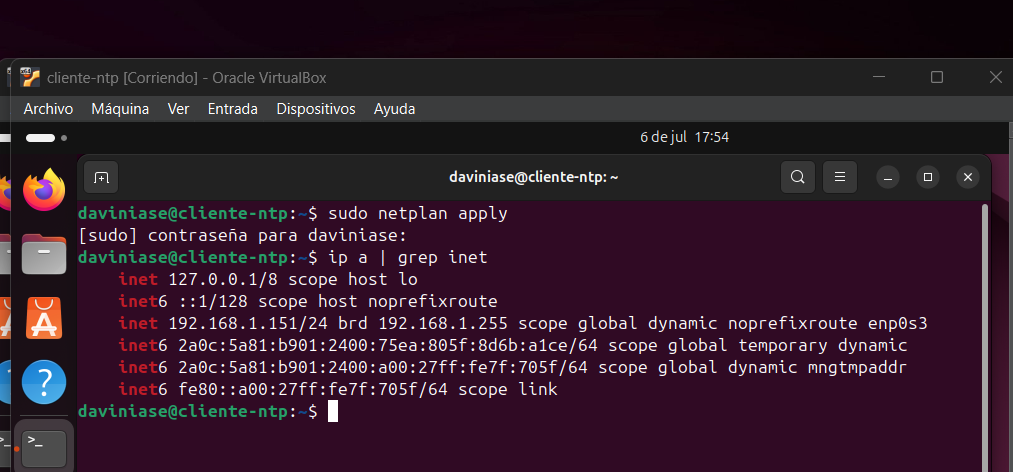 cliente-ntp [Corriendo] - Oracle VirtualBox
Archivo Máquina Ver Entrada Dispositivos Ayuda
6 de jul 17:54
daviniase@cliente-ntp: ~
daviniase@cliente-ntp:~$ sudo netplan apply
[sudo] contraseña para daviniase:
daviniase@cliente-ntp:~$ ip a | grep inet
inet 127.0.0.1/8 scope host lo
inet6 ::1/128 scope host noprefixroute
inet 192.168.1.151/24 brd 192.168.1.255 scope global dynamic noprefixroute enp0s3
inet6 2a0c:5a81:b901:2400:75ea:805f:8d6b:a1ce/64 scope global temporary dynamic
inet6 2a0c:5a81:b901:2400:a00:27ff:fe7f:705f/64 scope global dynamic mngtmpaddr
inet6 fe80::a00:27ff:fe7f:705f/64 scope link
daviniase@cliente-ntp:~$